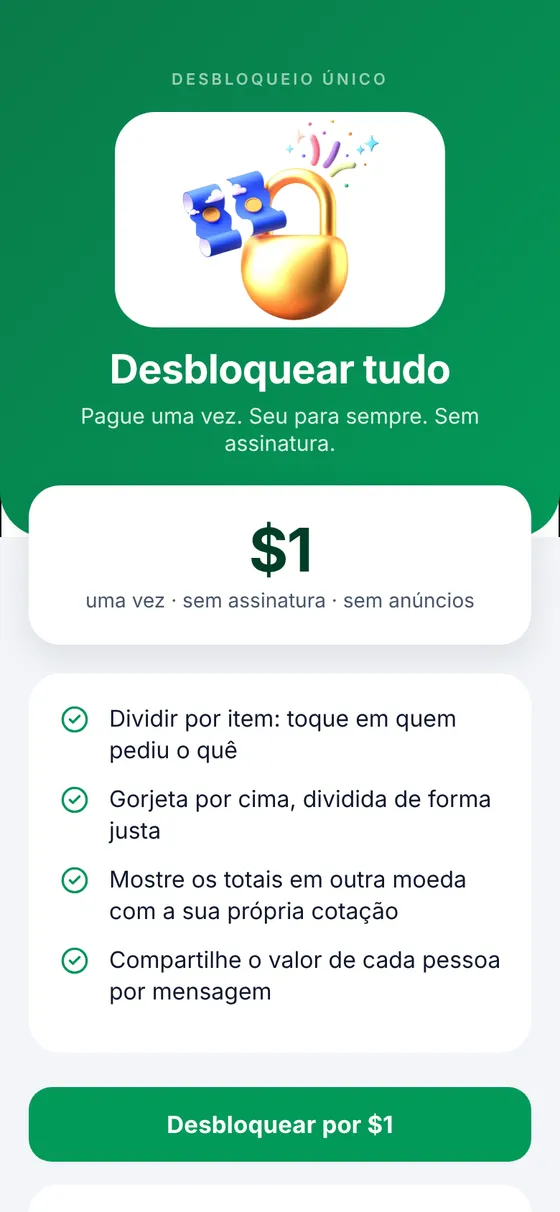 DESBLOQUEIO ÚNICO
Desbloquear tudo
Pague uma vez. Seu para sempre. Sem
assinatura.
$1
uma vez · sem assinatura · sem anúncios
Dividir por item: toque em quem
pediu o quê
Gorjeta por cima, dividida de forma
justa
Mostre os totais em outra moeda
com a sua própria cotação
Compartilhe o valor de cada pessoa
por mensagem
Desbloquear por $1